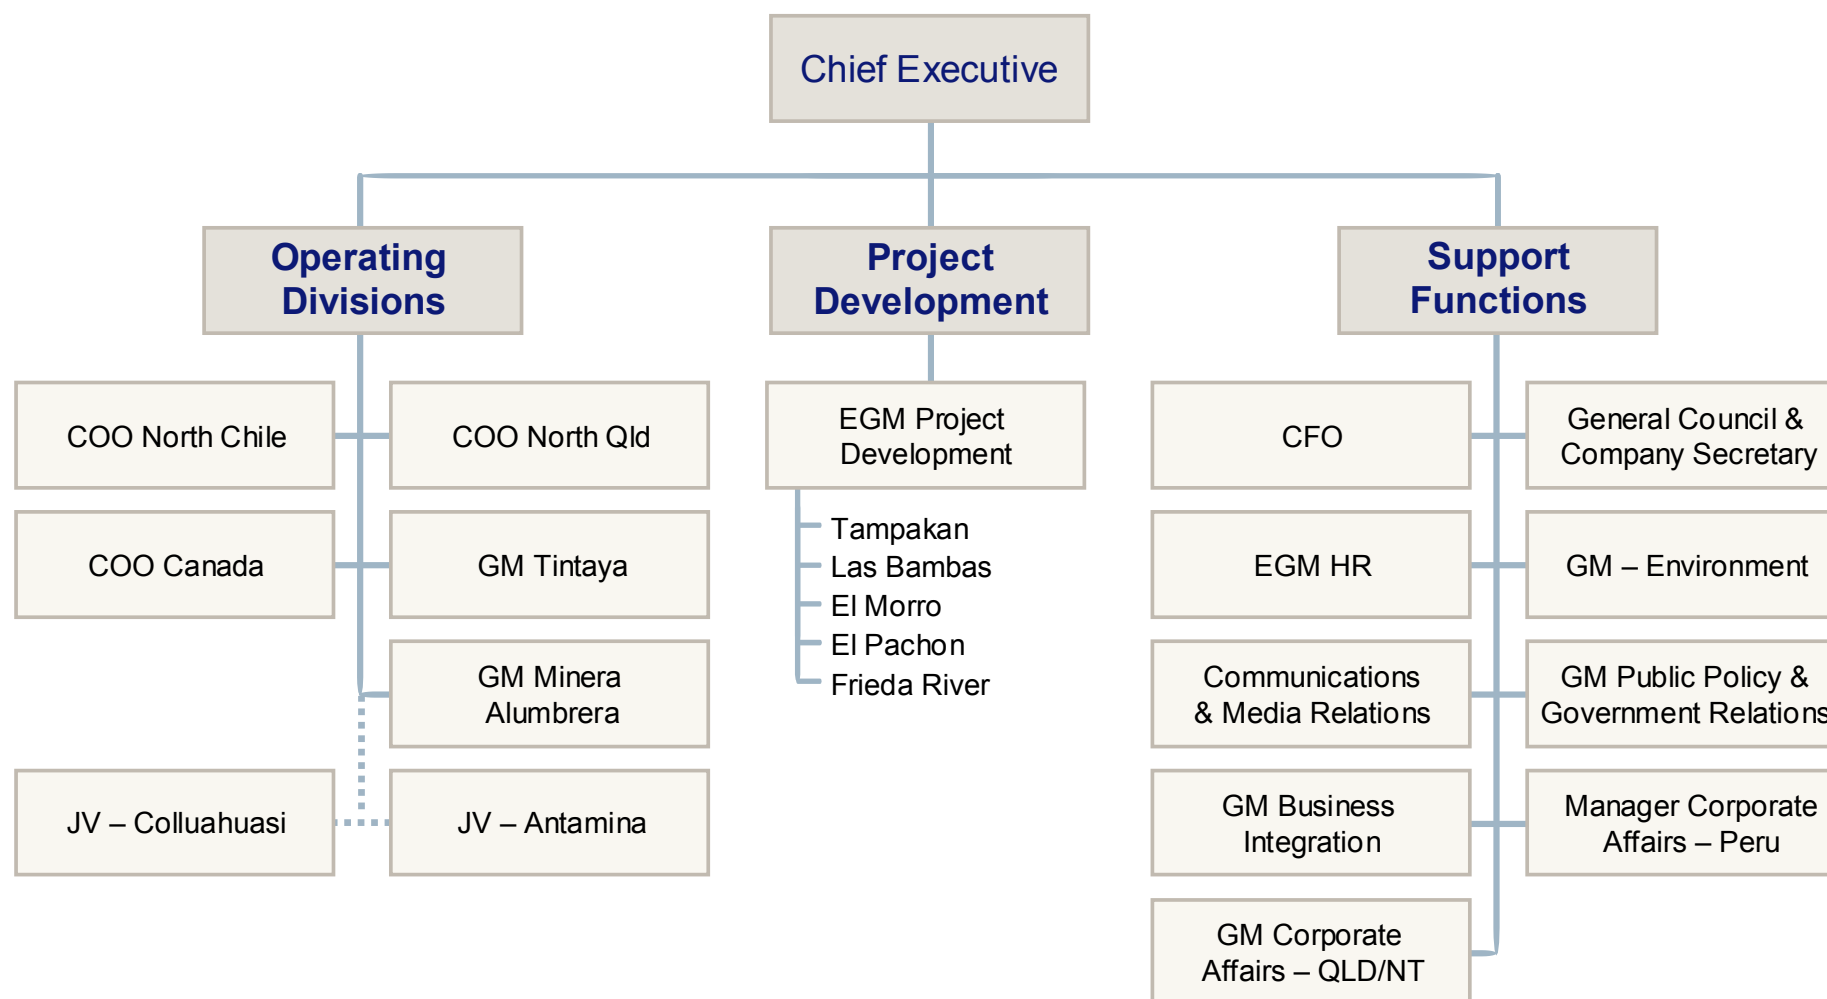 Chief Executive
Operating
Divisions
Project
Development
Support
Functions
COO North Chile
COO North Qld
COO Canada
GM Tintaya
GM Minera
Alumbrera
JV – Colluahuasi
JV – Antamina
EGM Project
Development
Tampakan
Las Bambas
El Morro
El Pachon
Frieda River
CFO
General Council &
Company Secretary
EGM HR
GM – Environment
Communications
& Media Relations
GM Public Policy &
Government Relations
GM Business
Integration
Manager Corporate
Affairs – Peru
GM Corporate
Affairs – QLD/NT